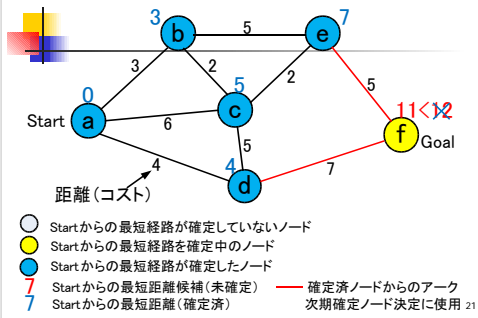 3
b
5
e
7
3
2
2
5
0
5
11<12
Start
a
6
c
f
Goal
5
4
4
d
7
距離(コスト)
Startからの最短経路が確定していないノード
Startからの最短経路を確定中のノード
Startからの最短経路が確定したノード
7 Startからの最短距離候補(未確定)
確定済ノードからのアーク
7 Startからの最短距離(確定済)
次期確定ノード決定に使用 21